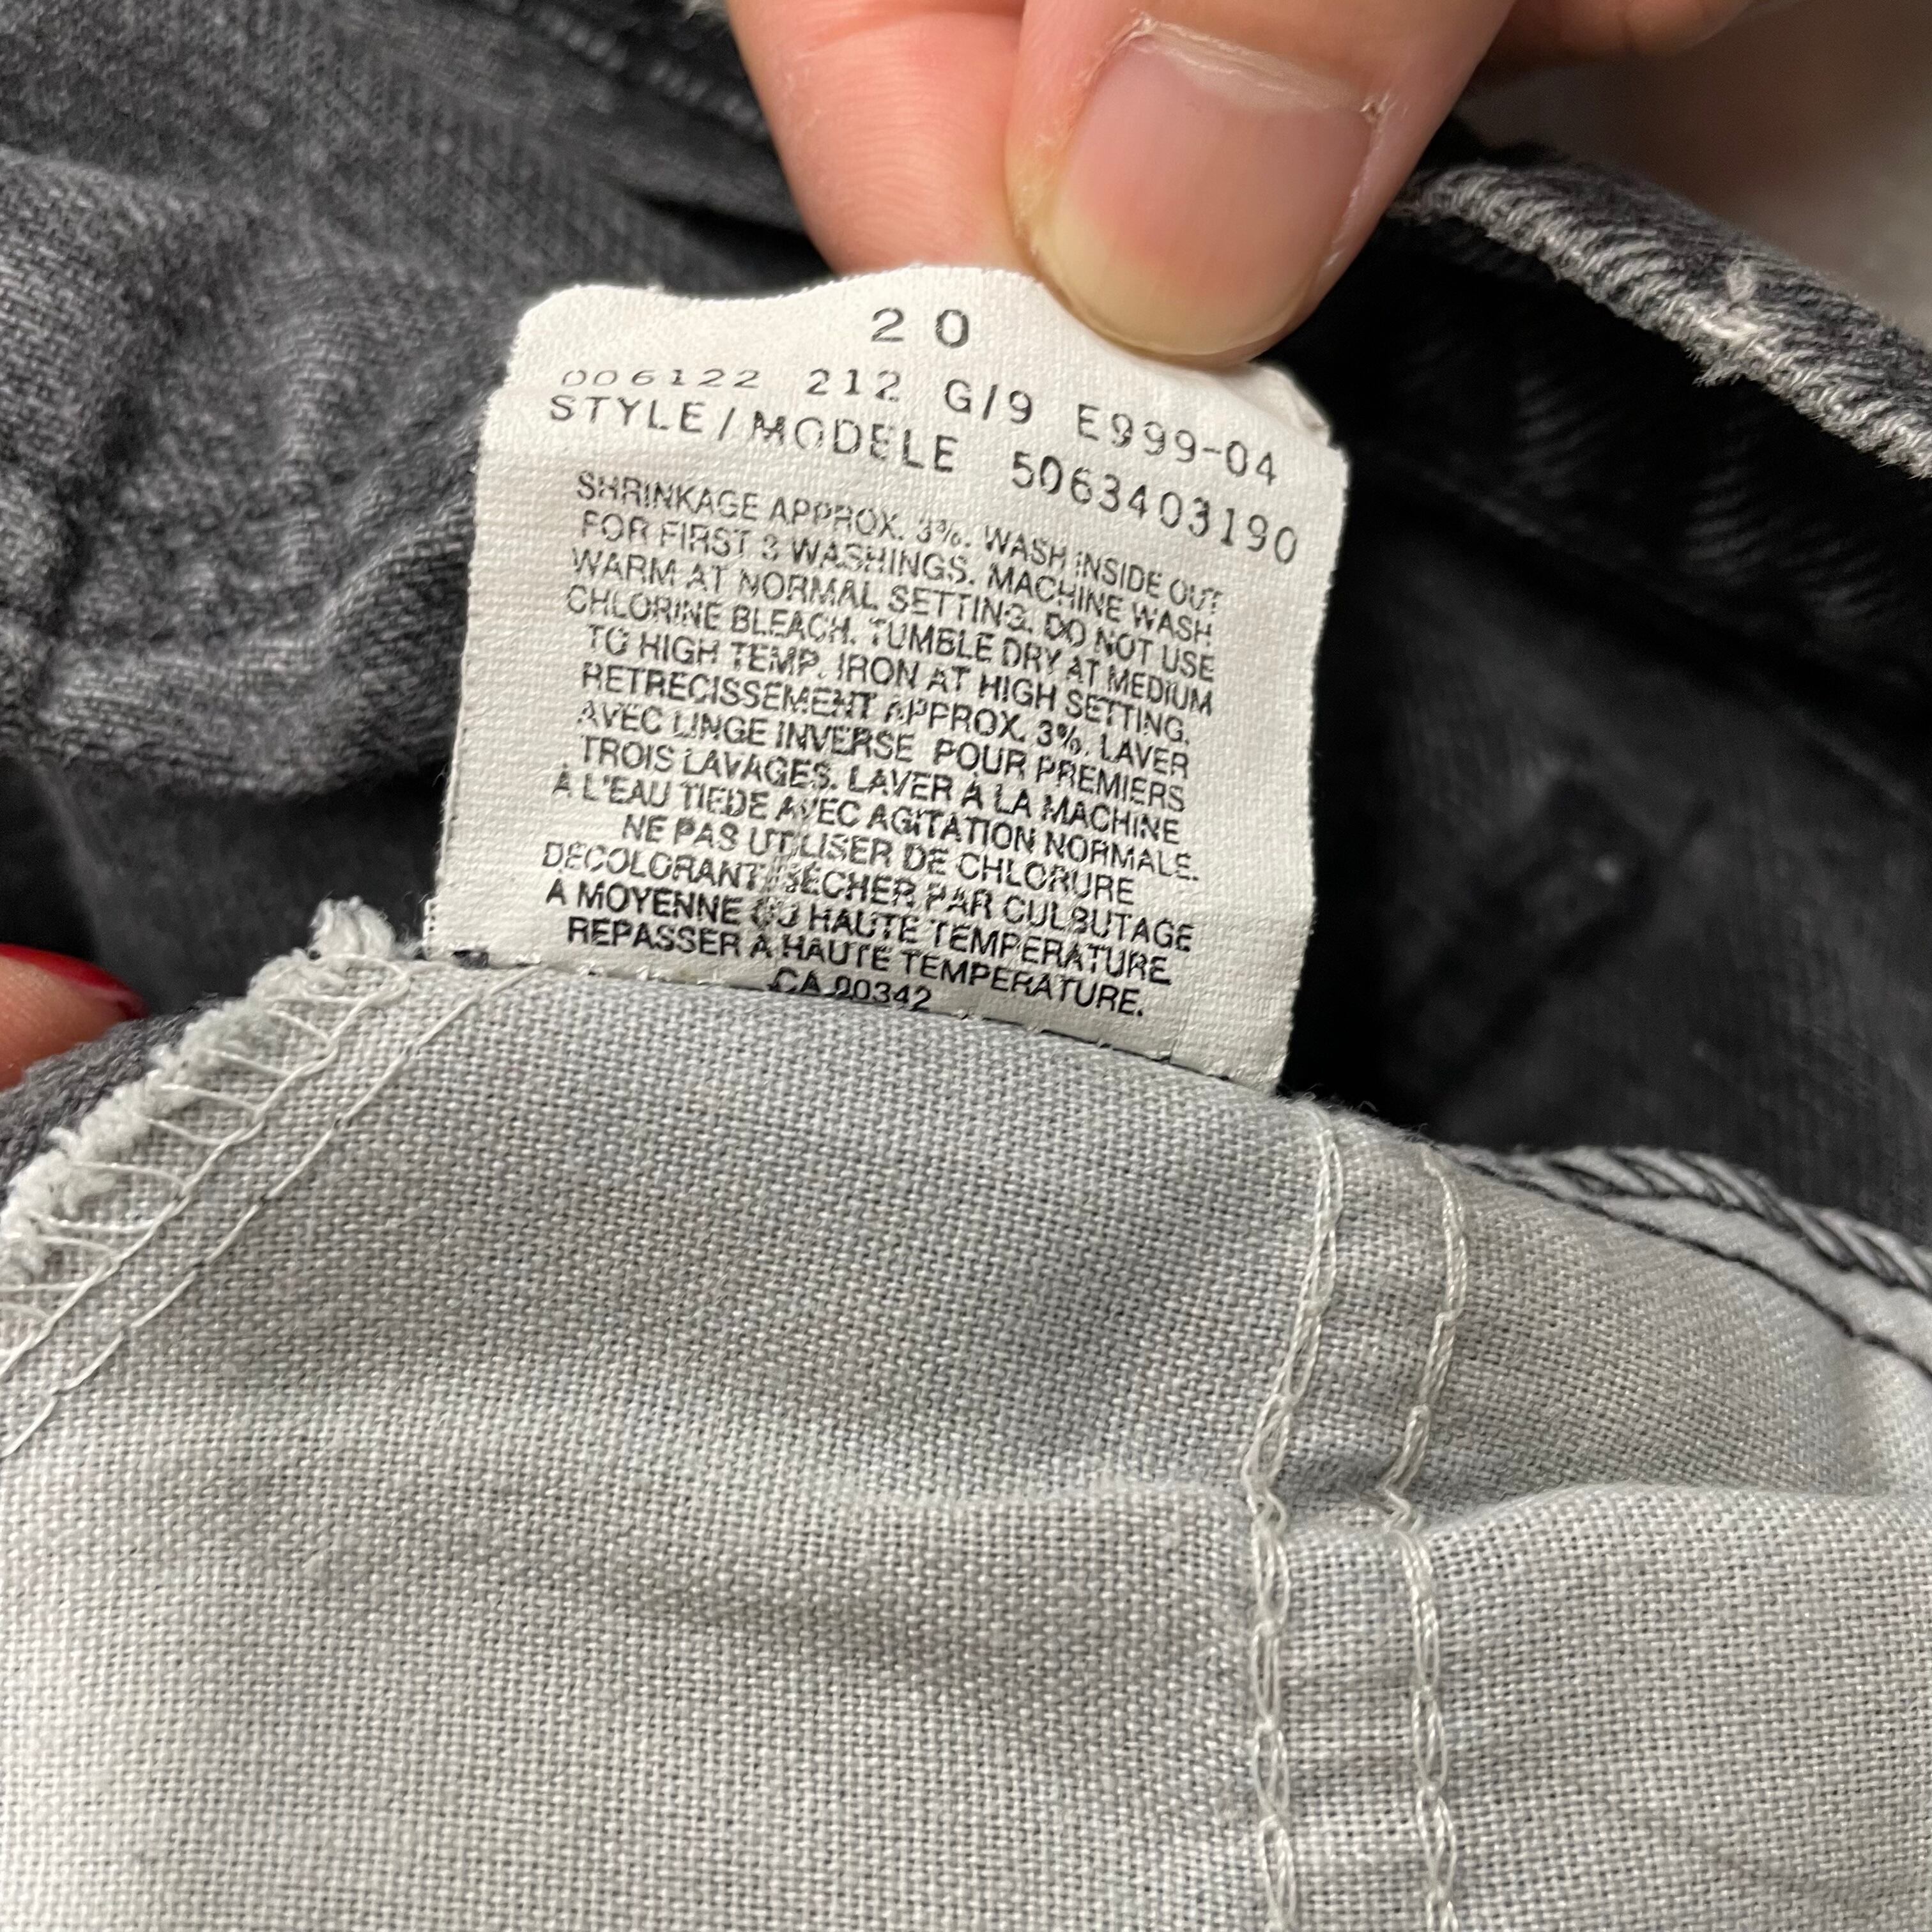 20
006122 212 G/9 E999-04
STYLE / MODELE 5063403190
SHRINKAGE APPROX. 3%. WASH INSIDE OUT
FOR FIRST 3 WASHINGS. MACHINE WASH
WARM AT NORMAL SETTING. DO NOT USE
CHLORINE BLEACH. TUMBLE DRY AT MEDIUM
TO HIGH TEMP. IRON AT HIGH SETTING.
RETRECISSEMENT APPROX. 3%. LAVER
AVEC LINGE INVERSE POUR PREMIERS
TROIS LAVAGES. LAVER À LA MACHINE
À L'EAU TIEDE AVEC AGITATION NORMALE.
NE PAS UTILISER DE CHLORURE
DECOLORANT. SÉCHER PAR CULBUTAGE
A MOYENNE OU HAUTE TEMPERATURE
REPASSER À HAUTE TEMPERATURE.
CA 00342